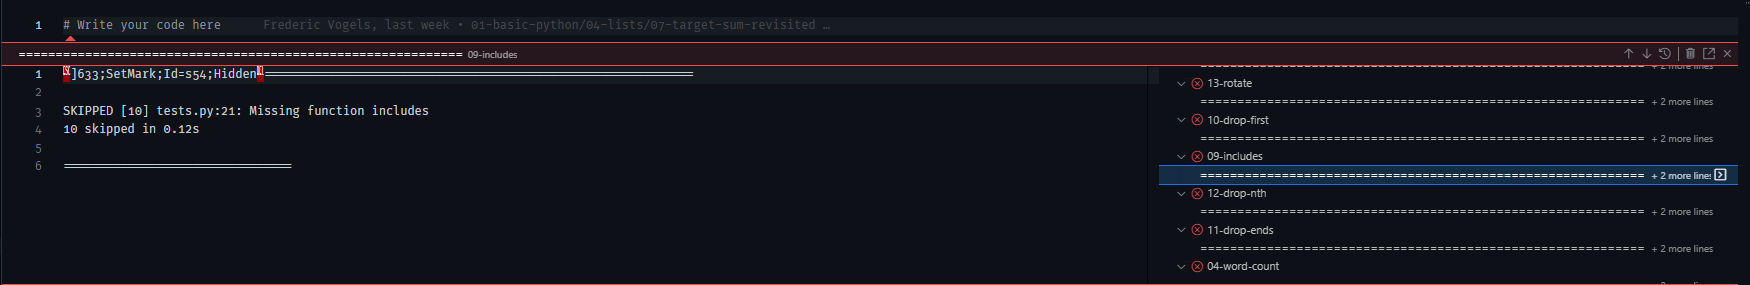 1 # Write your code here Frederic Vogels, last week • 01-basic-python/04-lists/07-target-sum-revisited …
============================================================ 09-includes
1 ]633;SetMark;Id=s54;Hidden==========================================================
2
3 SKIPPED [10] tests.py:21: Missing function includes
4 10 skipped in 0.12s
5
6 ===============================
============================================================ + 2 more lines
13-rotate
============================================================ + 2 more lines
10-drop-first
============================================================ + 2 more lines
09-includes
============================================================ + 2 more lines
12-drop-nth
============================================================ + 2 more lines
11-drop-ends
============================================================ + 2 more lines
04-word-count